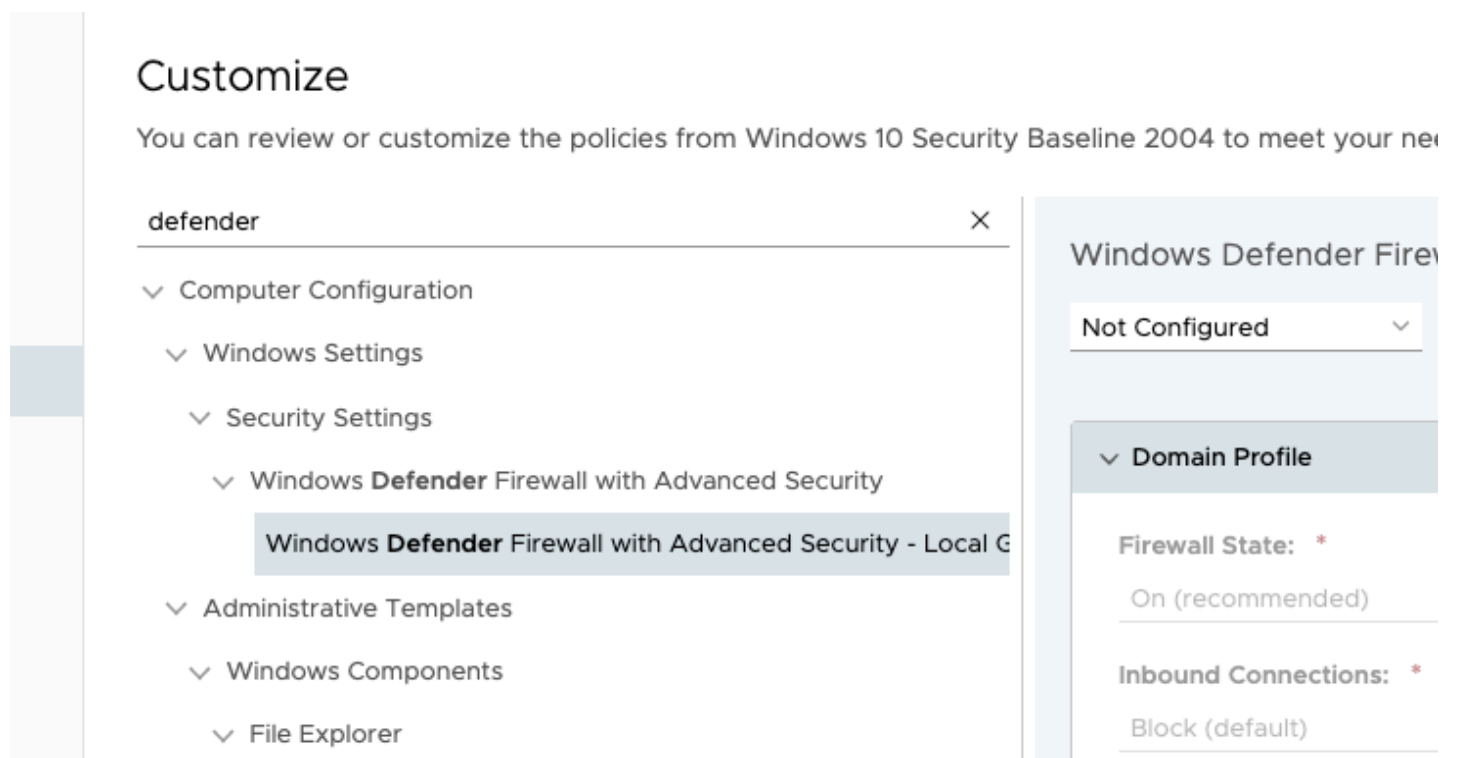 Customize
You can review or customize the policies from Windows 10 Security Baseline 2004 to meet your
defender
Computer Configuration
Windows Settings
Security Settings
Windows Defender Firewall with Advanced Security
Windows Defender Firewall with Advanced Security - Local
Administrative Templates
Windows Components
File Explorer
Windows Defender
Not Configured
Domain Profile
Firewall State: *
On (recommended)
Inbound Connections: *
Block (default)